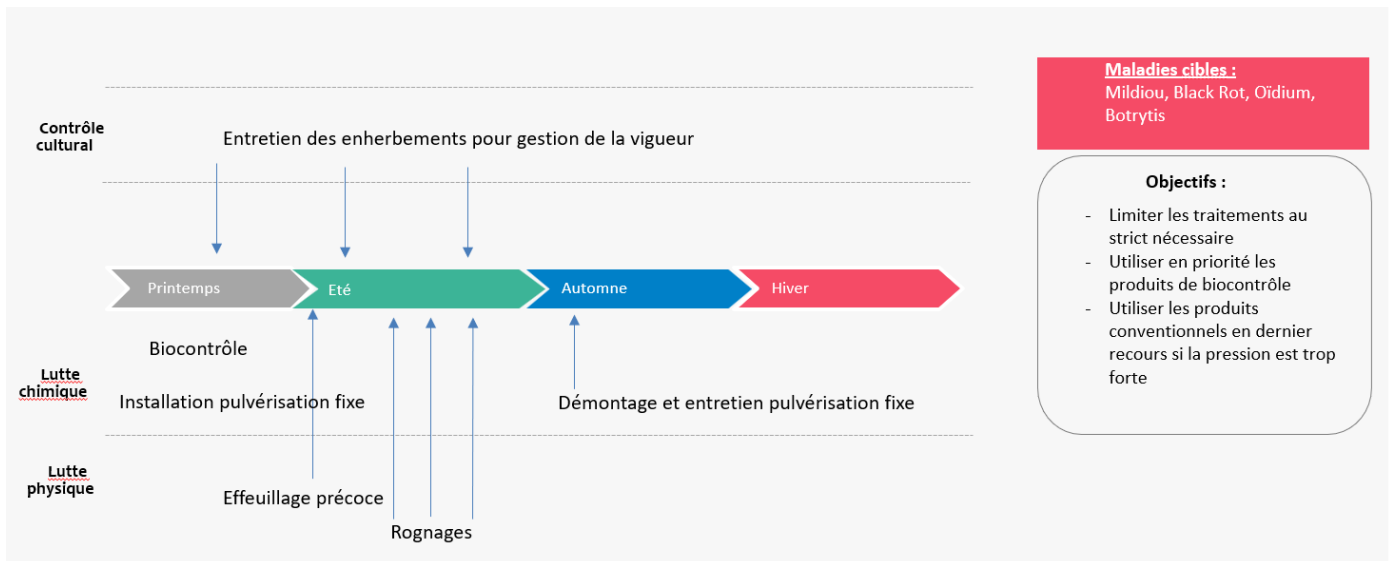 Maladies cibles :
Mildiou, Black Rot, Oïdium,
Botrytis
Contrôle
cultural
Entretien des enherbements pour gestion de la vigueur
Objectifs :
- Limiter les traitements au
strict nécessaire
- Utiliser en priorité les
produits de biocontrôle
- Utiliser les produits
conventionnels en dernier
recours si la pression est trop
forte
Printemps
Eté
Automne
Hiver
Lutte
chimique
Biocontrôle
Installation pulvérisation fixe
Démontage et entretien pulvérisation fixe
Lutte
physique
Effeuillage précoce
Rognages